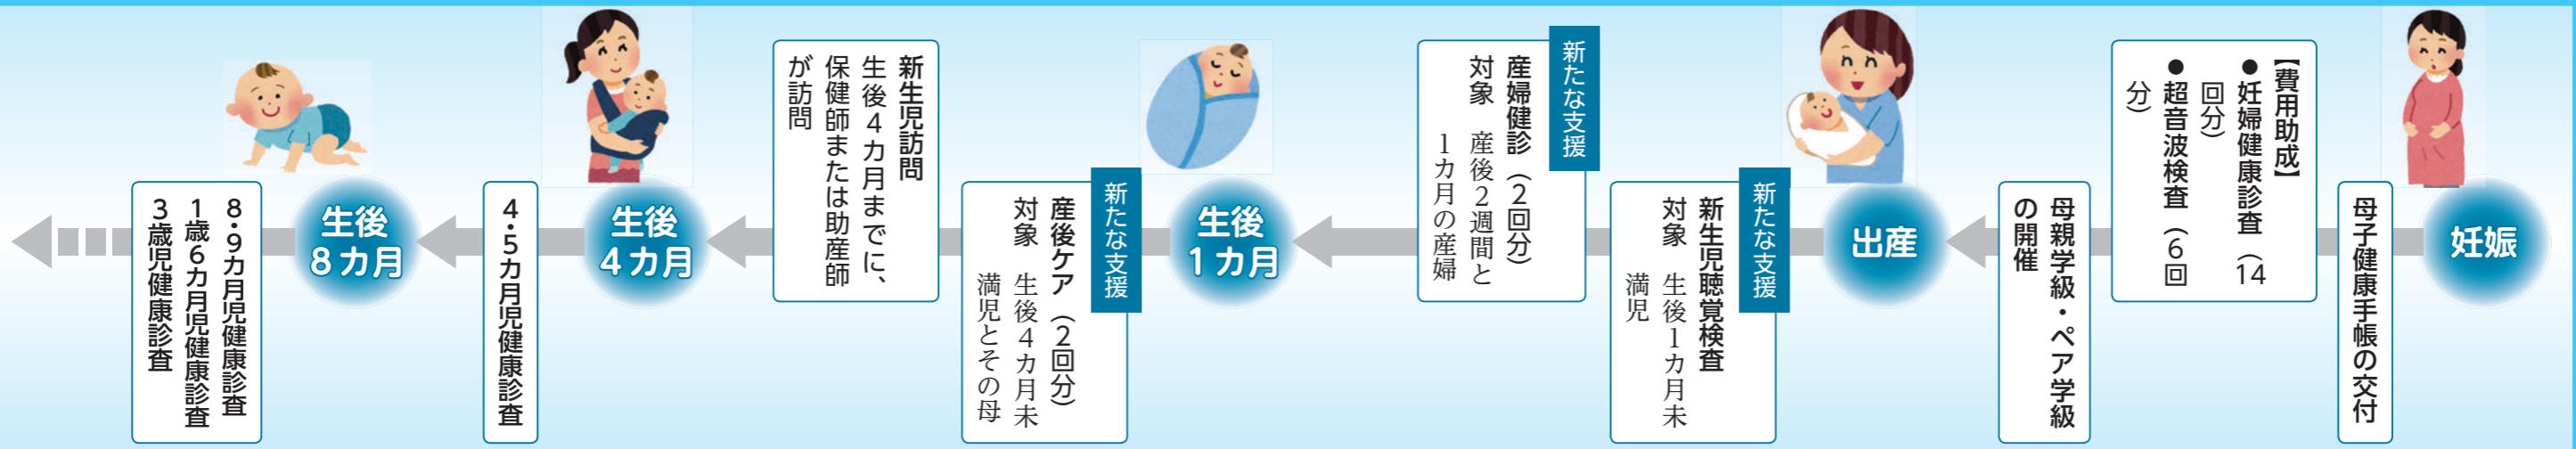 妊娠
母子健康手帳の交付
【費用助成】
●妊婦健康診査（14
回分）
●超音波検査（6回
分）
母親学級・ペア学級
の開催
出産
新たな支援
新生児聴覚検査
対象　生後1カ月未
満児
新たな支援
産婦健診（2回分）
対象　産後2週間と
1カ月の産婦
生後
1カ月
新たな支援
産後ケア（2回分）
対象　生後4カ月未
満児とその母
新生児訪問
生後4カ月までに、
保健師または助産師
が訪問
生後
4カ月
4・5カ月児健康診査
生後
8カ月
8・9カ月児健康診査
1歳6カ月児健康診査
3歳児健康診査